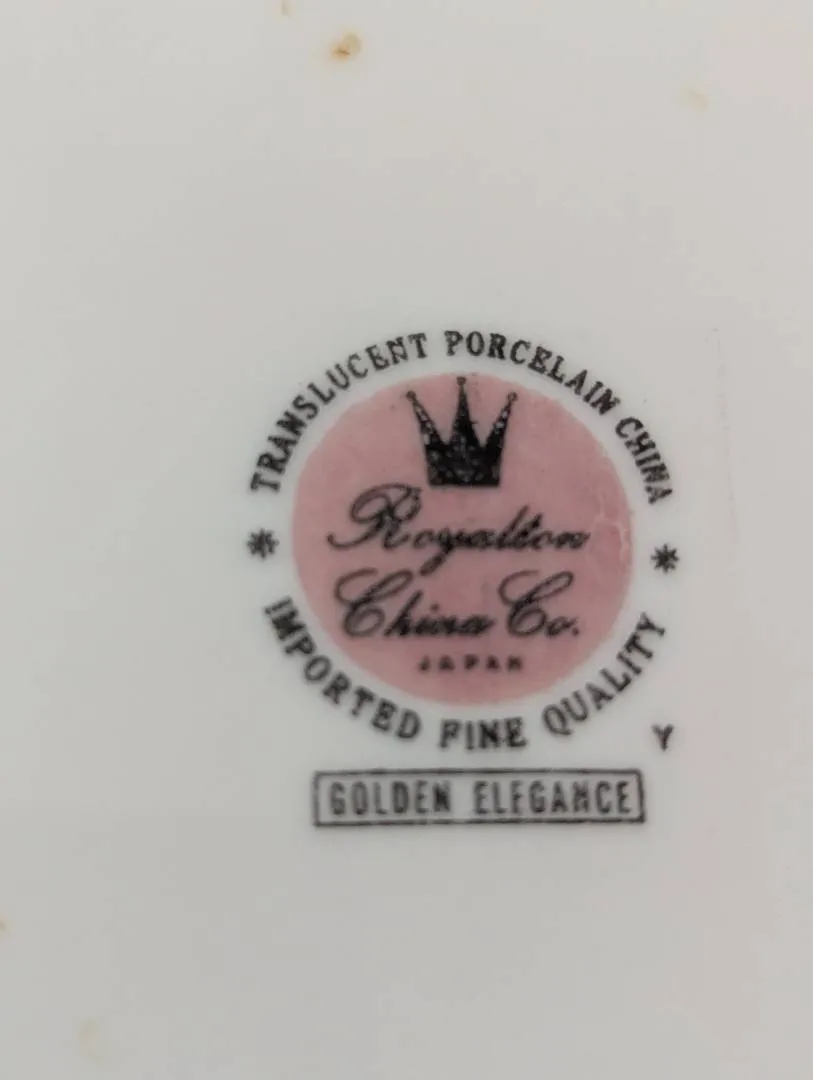 TRANSLUCENT PORCELAIN CHINA
Royalton
China Co.
JAPAN
* IMPORTED FINE QUALITY *
Y
GOLDEN ELEGANCE